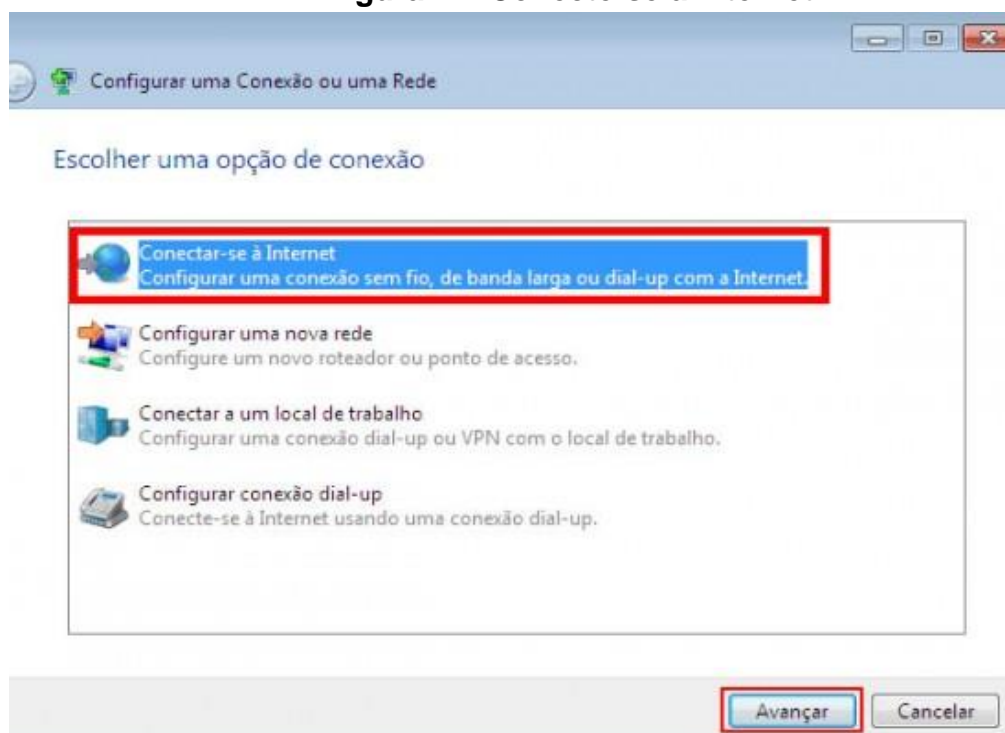 Configurar uma Conexão ou uma Rede
Escolher uma opção de conexão
Conectar-se à Internet
Configurar uma conexão sem fio, de banda larga ou dial-up com a Internet.
Configurar uma nova rede
Configure um novo roteador ou ponto de acesso.
Conectar a um local de trabalho
Configurar uma conexão dial-up ou VPN com o local de trabalho.
Configurar conexão dial-up
Conecte-se à Internet usando uma conexão dial-up.
Avançar Cancelar